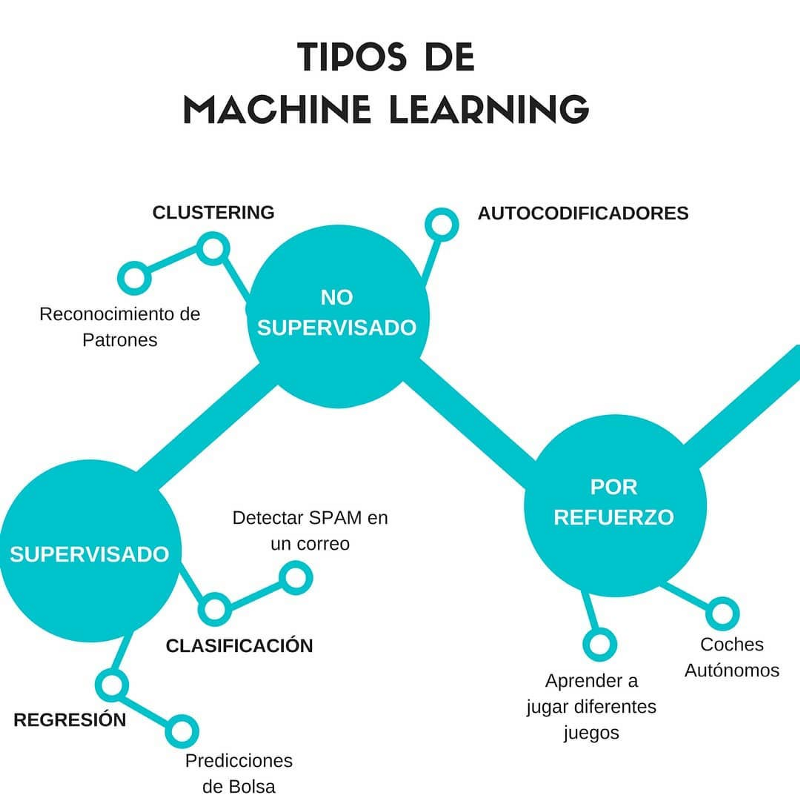 TIPOS DE
MACHINE LEARNING
CLUSTERING
Reconocimiento de
Patrones
AUTOCODIFICADORES
NO
SUPERVISADO
SUPERVISADO
Detectar SPAM en
un correo
CLASIFICACIÓN
REGRESIÓN
Predicciones
de Bolsa
POR
REFUERZO
Aprender a
jugar diferentes
juegos
Coches
Autónomos